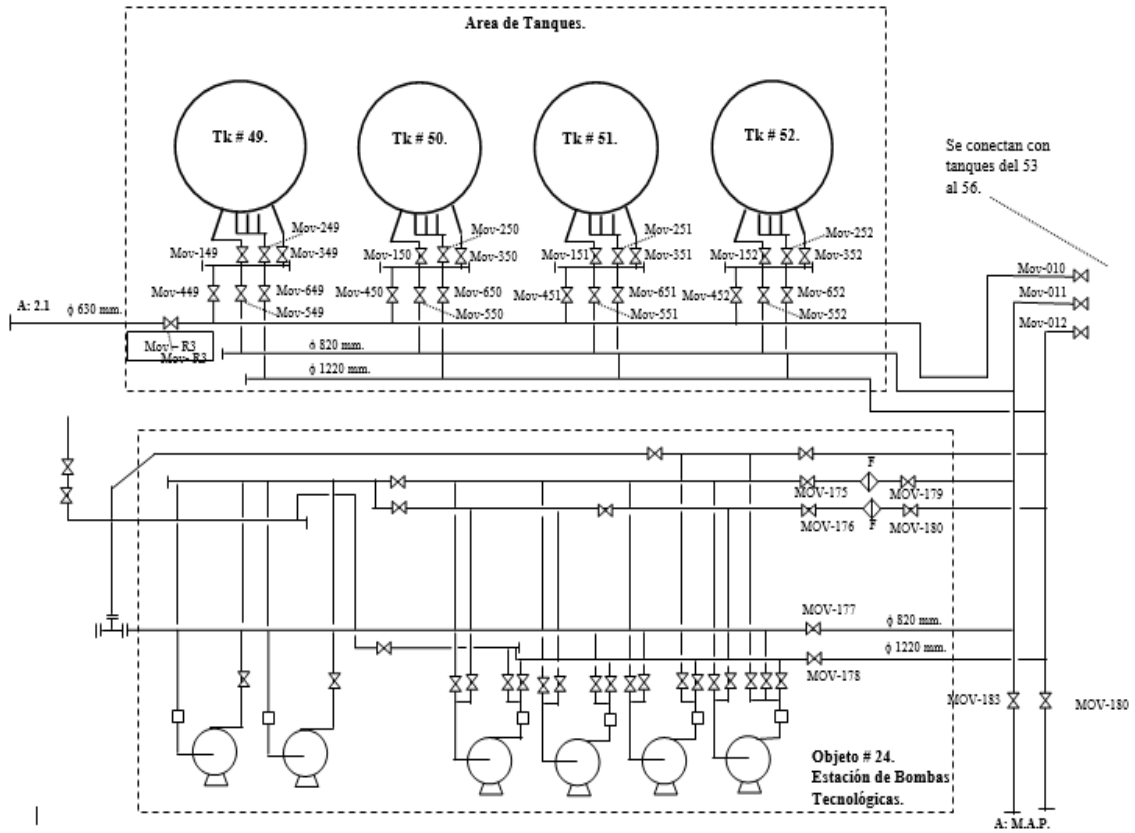 Area de Tanques.
Tk # 49.
Tk # 50.
Tk # 51.
Tk # 52.
Se conectan con
tanques del 53
al 56.
Mov-149
Mov-249
Mov-349
Mov-150
Mov-250
Mov-350
Mov-151
Mov-251
Mov-351
Mov-152
Mov-252
Mov-352
Mov-449
Mov-649
Mov-549
Mov-450
Mov-650
Mov-550
Mov-451
Mov-651
Mov-551
Mov-452
Mov-652
Mov-552
Mov-010
Mov-011
Mov-012
A: 2.1
ϕ 630 mm.
Mov – R3
Mov- R3
ϕ 820 mm.
ϕ 1220 mm.
F
MOV-175
MOV-179
MOV-176
F
MOV-180
MOV-177
ϕ 820 mm.
ϕ 1220 mm.
MOV-178
MOV-183
MOV-180
Objeto # 24.
Estación de Bombas
Tecnológicas.
A: M.A.P.